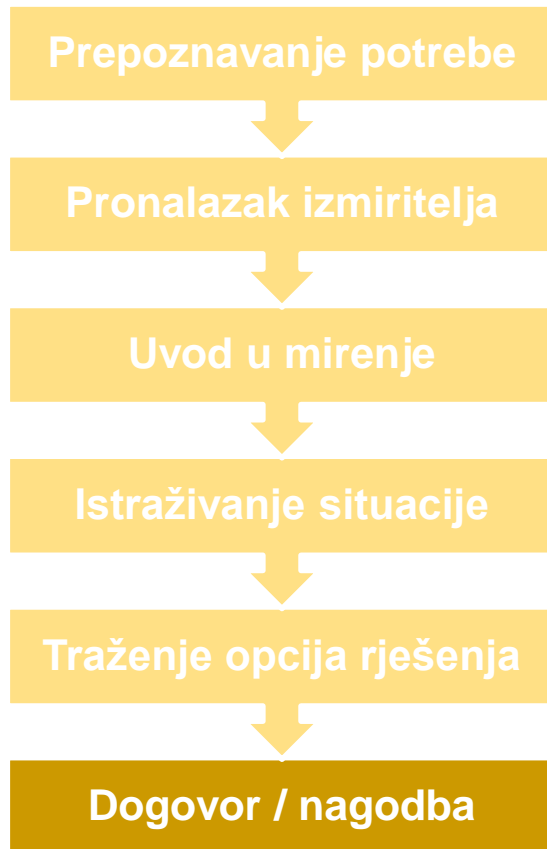 Prepoznavanje potrebe
Pronalazak izmiritelja
Uvod u mirenje
Istraživanje situacije
Traženje opcija rješenja
Dogovor / nagodba